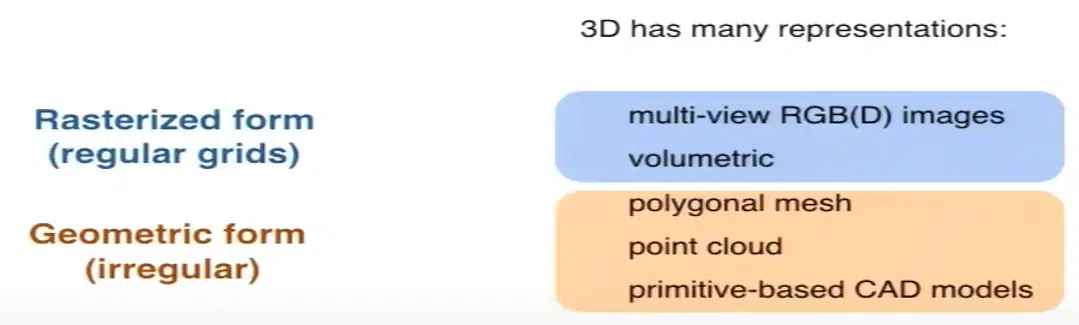 3D has many representations:
Rasterized form
(regular grids)
multi-view RGB(D) images
volumetric
Geometric form
(irregular)
polygonal mesh
point cloud
primitive-based CAD models